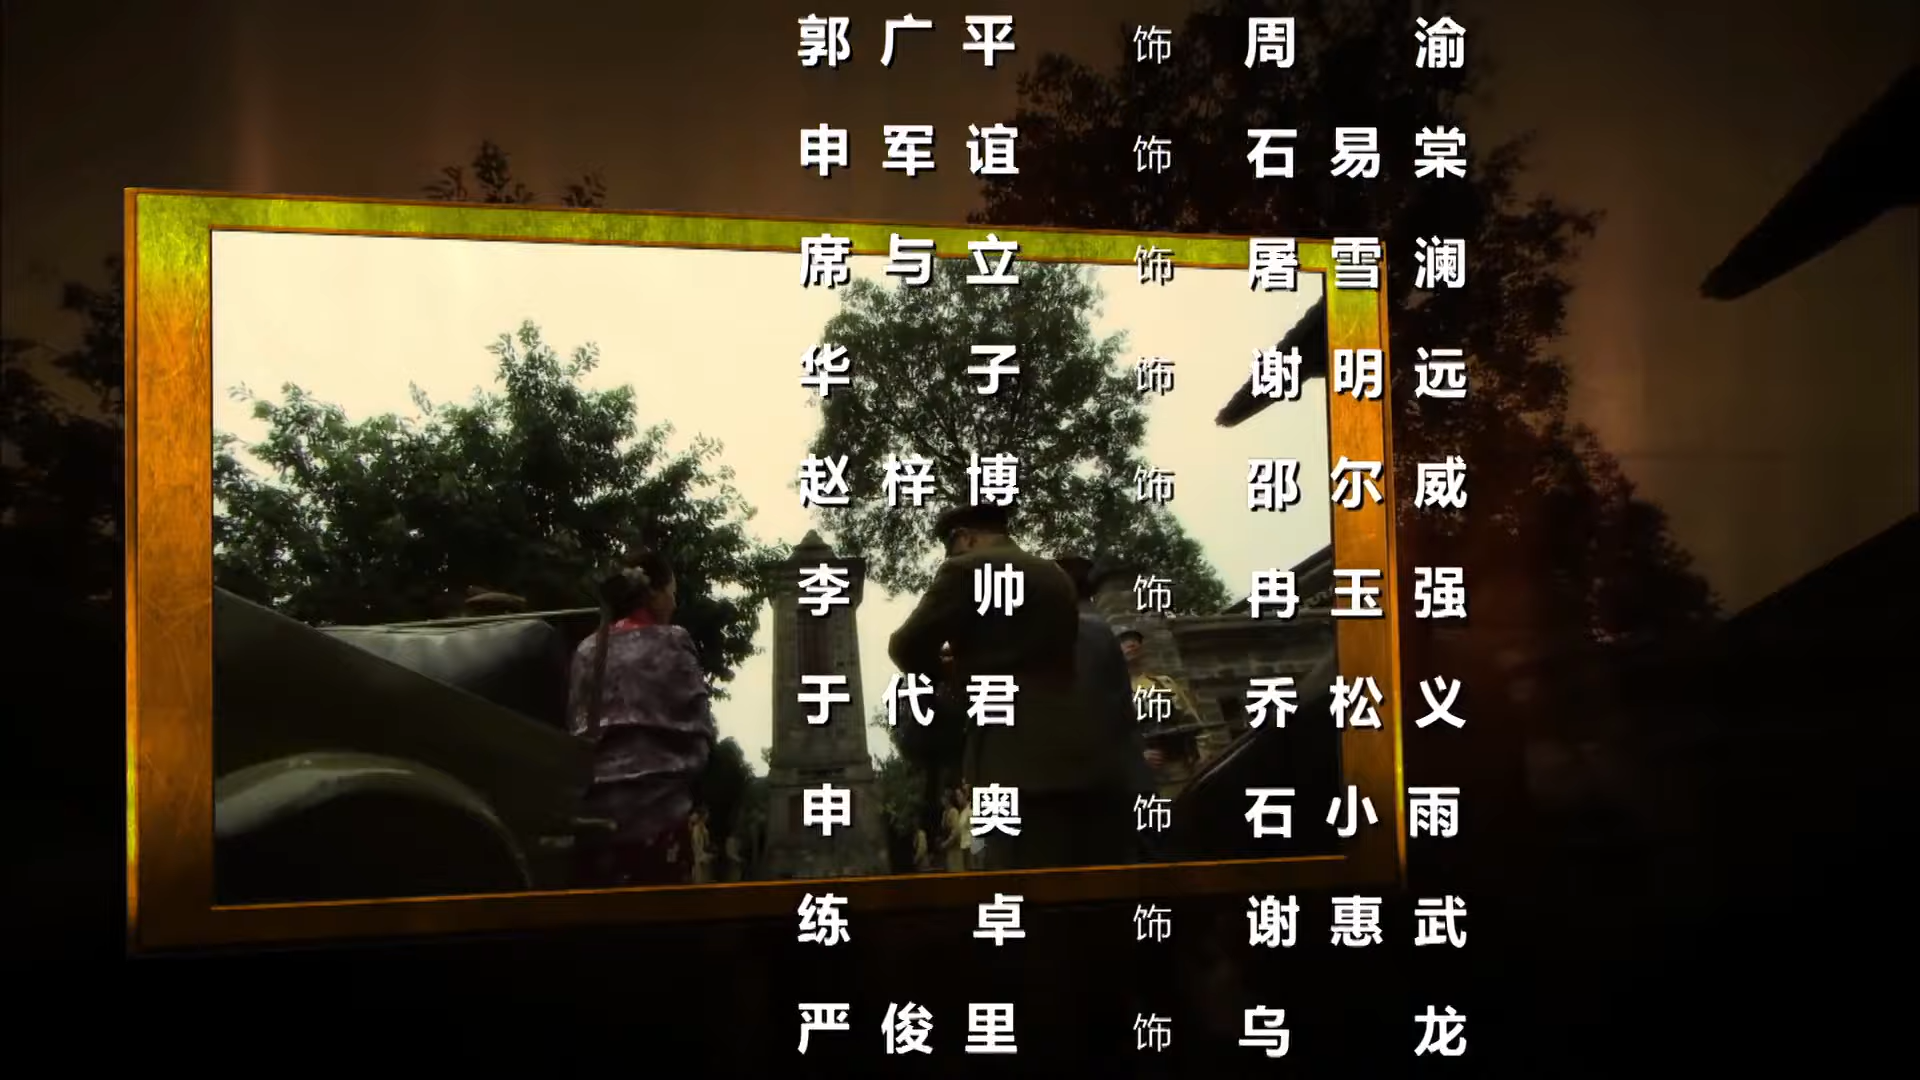 郭广平 饰 周渝
申军谊 饰 石易棠
席与立 饰 屠雪澜
华子 饰 谢明远
赵梓博 饰 邵尔威
李帅 饰 冉玉强
于代君 饰 乔松义
申奥 饰 石小雨
练卓 饰 谢惠武
严俊里 饰 乌龙